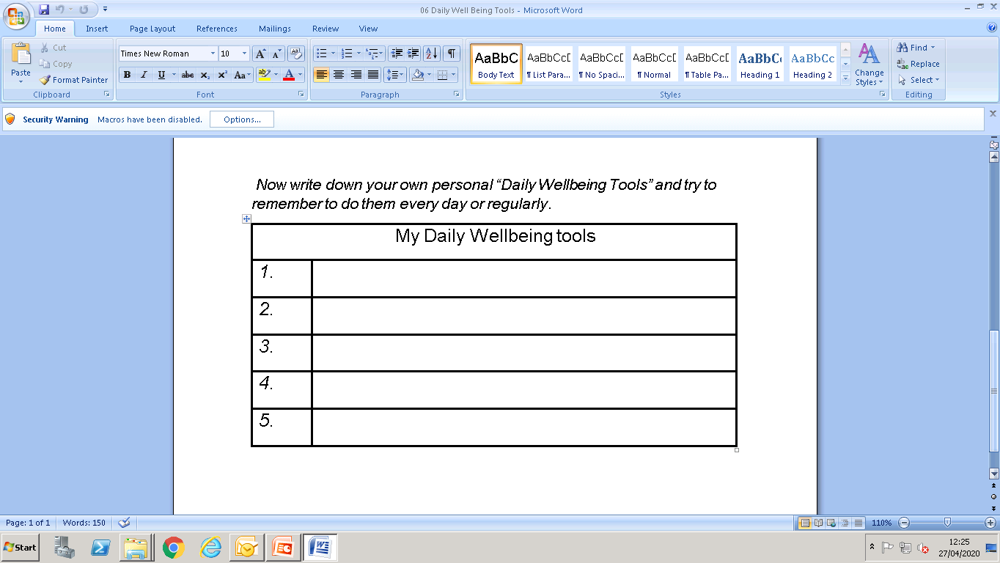 06 Daily Well Being Tools - Microsoft Word
Home Insert Page Layout References Mailings Review View
Paste
Cut
Copy
Format Painter
Clipboard
Times New Roman 10
Font
Paragraph
AaBbC AaBbCcD AaBbCcD AaBbCcD AaBbCcD AaBbCc AaBbCc
Body Text ¶ List Para... ¶ No Spaci... ¶ Normal ¶ Table Pa... Heading 1 Heading 2
Styles
Change Styles
Find
Replace
Select
Editing
Security Warning Macros have been disabled. Options...
Now write down your own personal “Daily Wellbeing Tools” and try to
remember to do them every day or regularly.
My Daily Wellbeing tools
1.
2.
3.
4.
5.
Page: 1 of 1 Words: 150 110%
Start
12:25
27/04/2020